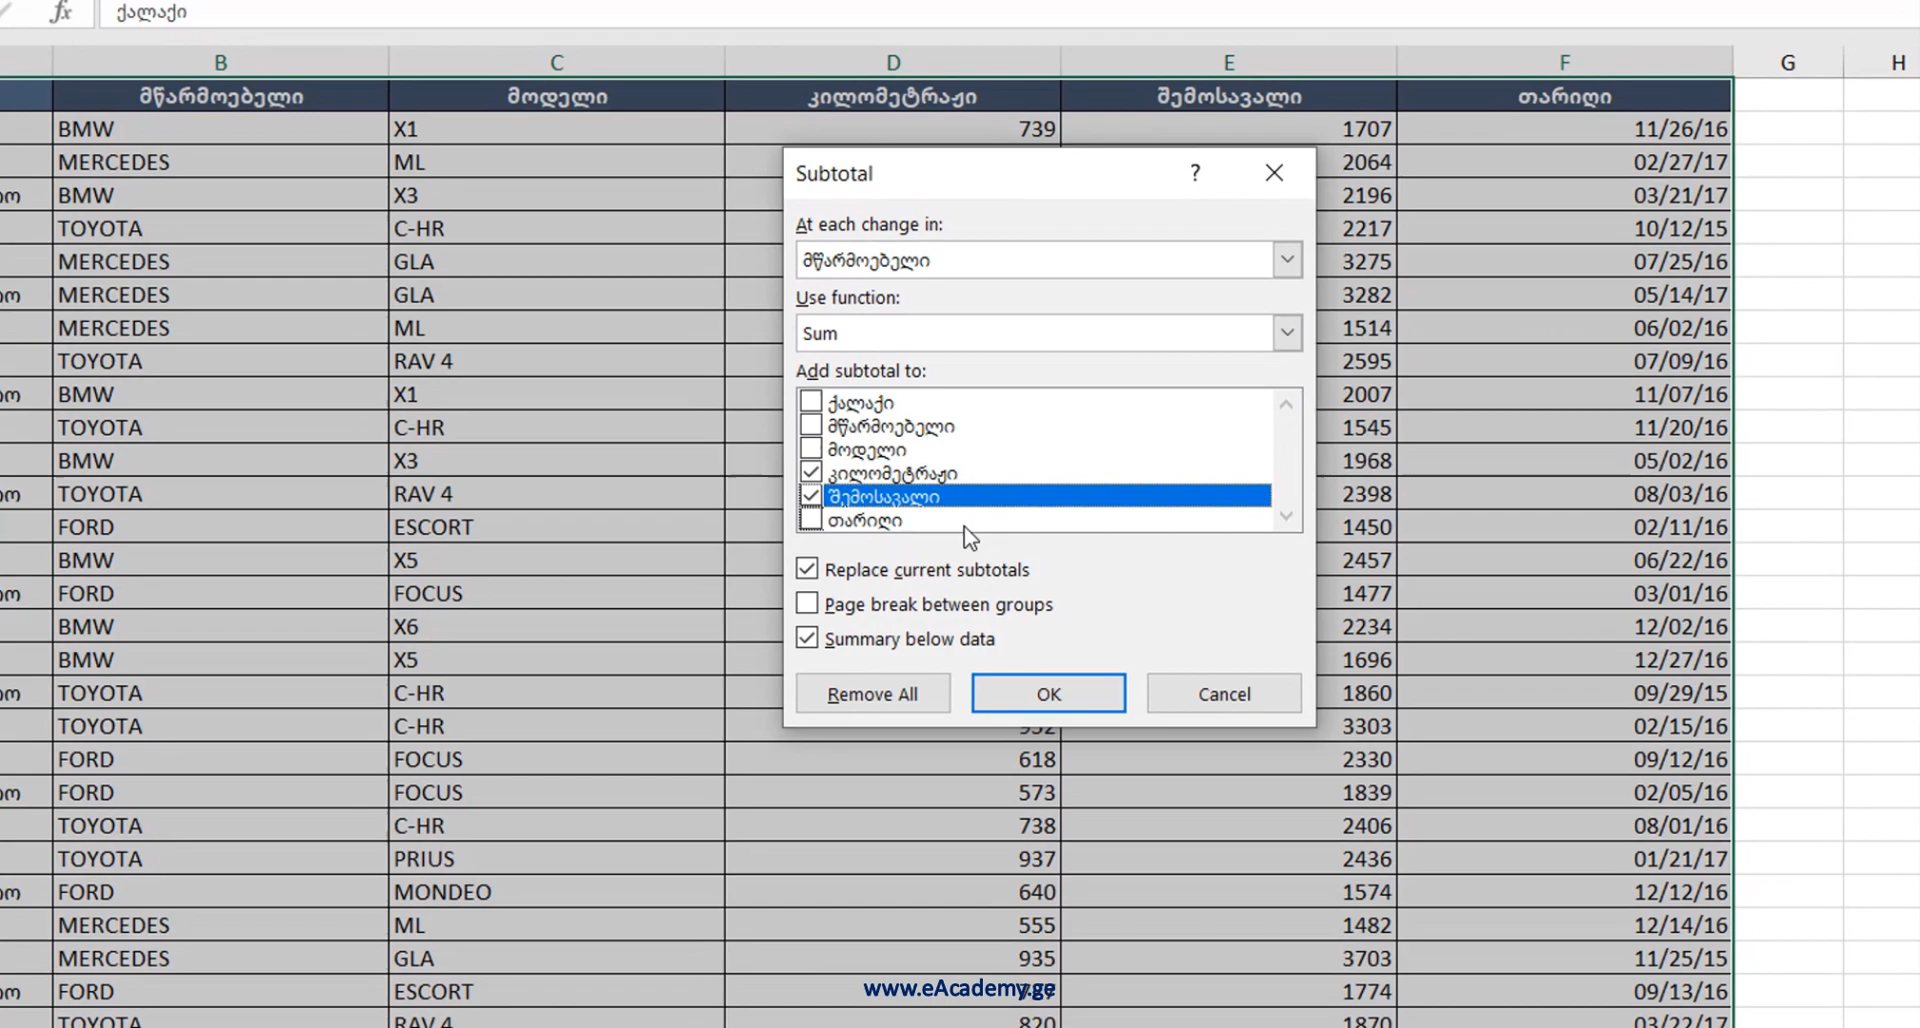 fx ქალაქი
B C D E F G H
მწარმოებელი მოდელი კილომეტრაჟი შემოსავალი თარიღი
BMW X1 739 1707 11/26/16
MERCEDES ML 2064 02/27/17
BMW X3 2196 03/21/17
TOYOTA C-HR 2217 10/12/15
MERCEDES GLA 3275 07/25/16
MERCEDES GLA 3282 05/14/17
MERCEDES ML 1514 06/02/16
TOYOTA RAV 4 2595 07/09/16
BMW X1 2007 11/07/16
TOYOTA C-HR 1545 11/20/16
BMW X3 1968 05/02/16
TOYOTA RAV 4 2398 08/03/16
FORD ESCORT 1450 02/11/16
BMW X5 2457 06/22/16
FORD FOCUS 1477 03/01/16
BMW X6 2234 12/02/16
BMW X5 1696 12/27/16
TOYOTA C-HR 1860 09/29/15
TOYOTA C-HR 3303 02/15/16
FORD FOCUS 618 2330 09/12/16
FORD FOCUS 573 1839 02/05/16
TOYOTA C-HR 738 2406 08/01/16
TOYOTA PRIUS 937 2436 01/21/17
FORD MONDEO 640 1574 12/12/16
MERCEDES ML 555 1482 12/14/16
MERCEDES GLA 935 3703 11/25/15
FORD ESCORT 1774 09/13/16
TOYOTA RAV 4 820 1870 03/22/17
Subtotal ?
At each change in:
მწარმოებელი
Use function:
Sum
Add subtotal to:
ქალაქი
მწარმოებელი
მოდელი
კილომეტრაჟი
შემოსავალი
თარიღი
Replace current subtotals
Page break between groups
Summary below data
Remove All OK Cancel
www.eAcademy.ge